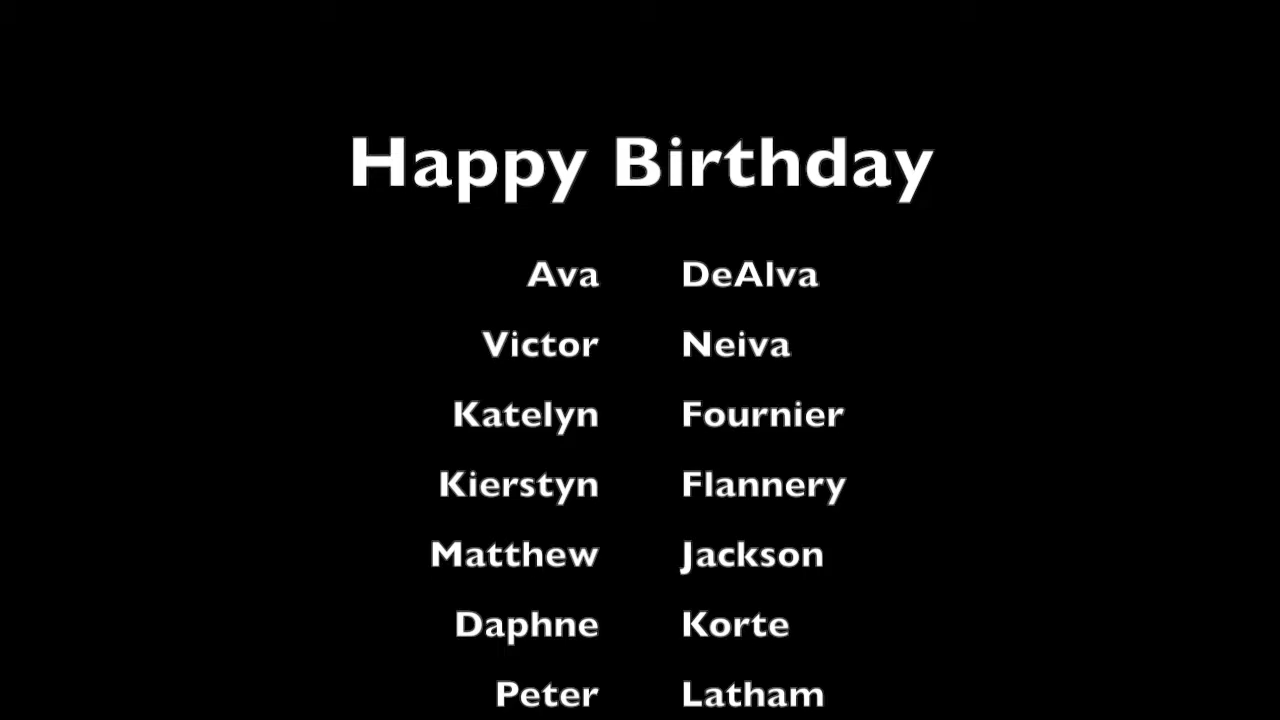 Happy Birthday
Ava DeAlva
Victor Neiva
Katelyn Fournier
Kierstyn Flannery
Matthew Jackson
Daphne Korte
Peter Latham